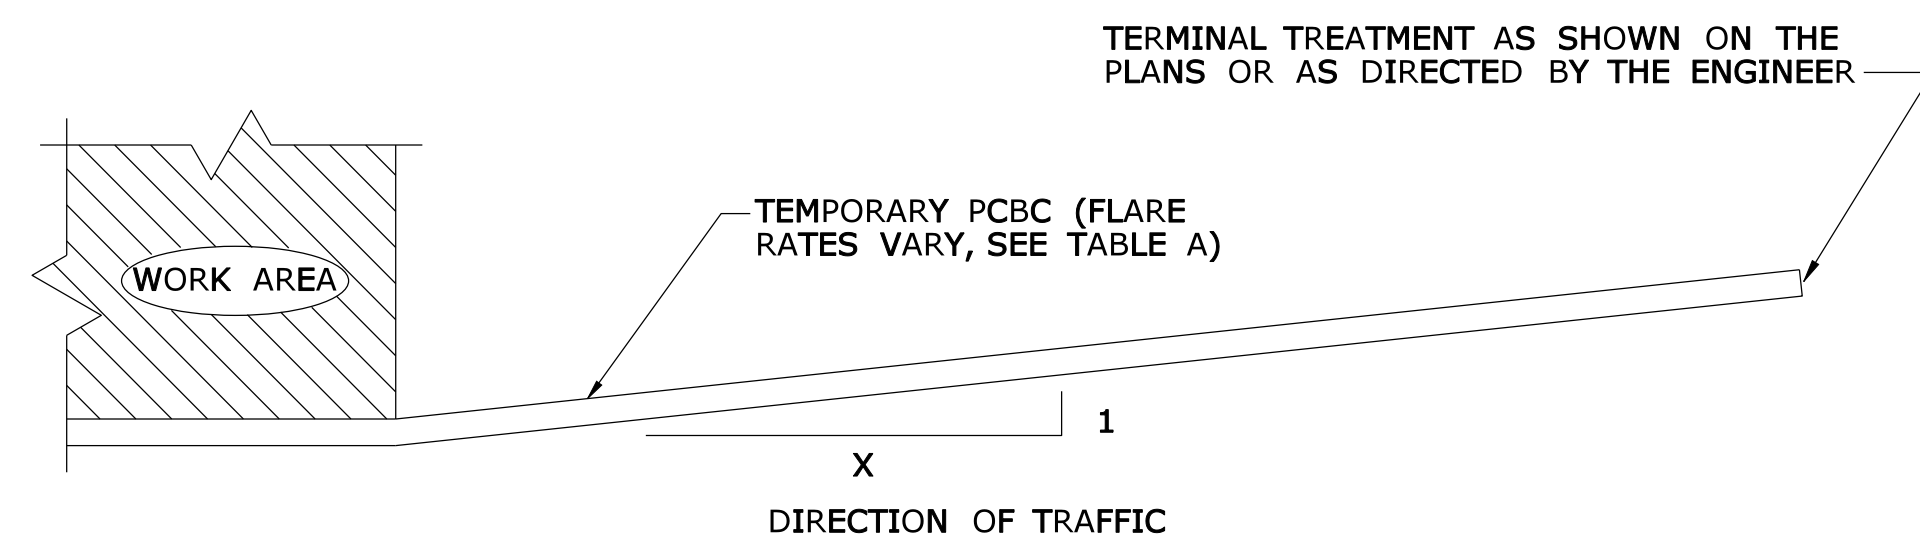 TERMINAL TREATMENT AS SHOWN ON THE
PLANS OR AS DIRECTED BY THE ENGINEER
TEMPORARY PCBC (FLARE
RATES VARY, SEE TABLE A)
WORK AREA
1
X
DIRECTION OF TRAFFIC